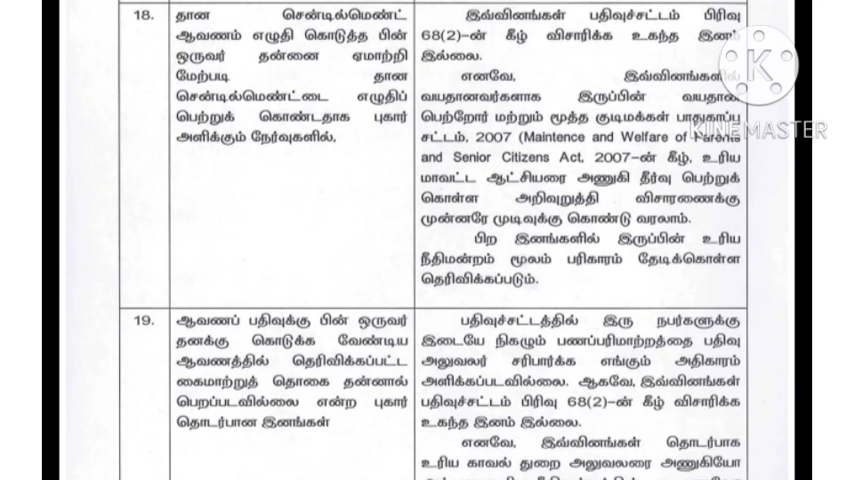 18.
தான செண்டில்மெண்ட்
ஆவணம் எழுதி கொடுத்த பின்
ஒருவர் தன்னை ஏமாற்றி
மேற்படி தான
செண்டில்மெண்ட்டை எழுதிப்
பெற்றுக் கொண்டதாக புகார்
அளிக்கும் நேர்வுகளில்,
இவ்வினங்கள் பதிவுச்சட்டம் பிரிவு
68(2)-ன் கீழ் விசாரிக்க உகந்த இனம்
இல்லை.
எனவே, இவ்வினங்களில்
வயதானவர்களாக இருப்பின் வயதான
பெற்றோர் மற்றும் மூத்த குடிமக்கள் பாதுகாப்பு
சட்டம், 2007 (Maintence and Welfare of Parents
and Senior Citizens Act, 2007-ன் கீழ், உரிய
மாவட்ட ஆட்சியரை அணுகி தீர்வு பெற்றுக்
கொள்ள அறிவுறுத்தி விசாரணைக்கு
முன்னரே முடிவுக்கு கொண்டு வரலாம்.
பிற இனங்களில் இருப்பின் உரிய
நீதிமன்றம் மூலம் பரிகாரம் தேடிக்கொள்ள
தெரிவிக்கப்படும்.
19.
ஆவணப் பதிவுக்கு பின் ஒருவர்
தனக்கு கொடுக்க வேண்டிய
ஆவணத்தில் தெரிவிக்கப்பட்ட
கைமாற்றுத் தொகை தன்னால்
பெறப்படவில்லை என்ற புகார்
தொடர்பான இனங்கள்
பதிவுச்சட்டத்தில் இரு நபர்களுக்கு
இடையே நிகழும் பணப்பரிமாற்றத்தை பதிவு
அலுவலர் சரிபார்க்க எங்கும் அதிகாரம்
அளிக்கப்படவில்லை. ஆகவே, இவ்வினங்கள்
பதிவுச்சட்டம் பிரிவு 68(2)-ன் கீழ் விசாரிக்க
உகந்த இனம் இல்லை.
எனவே, இவ்வினங்கள் தொடர்பாக
உரிய காவல் துறை அலுவலரை அணுகியோ
K
KINEMASTER